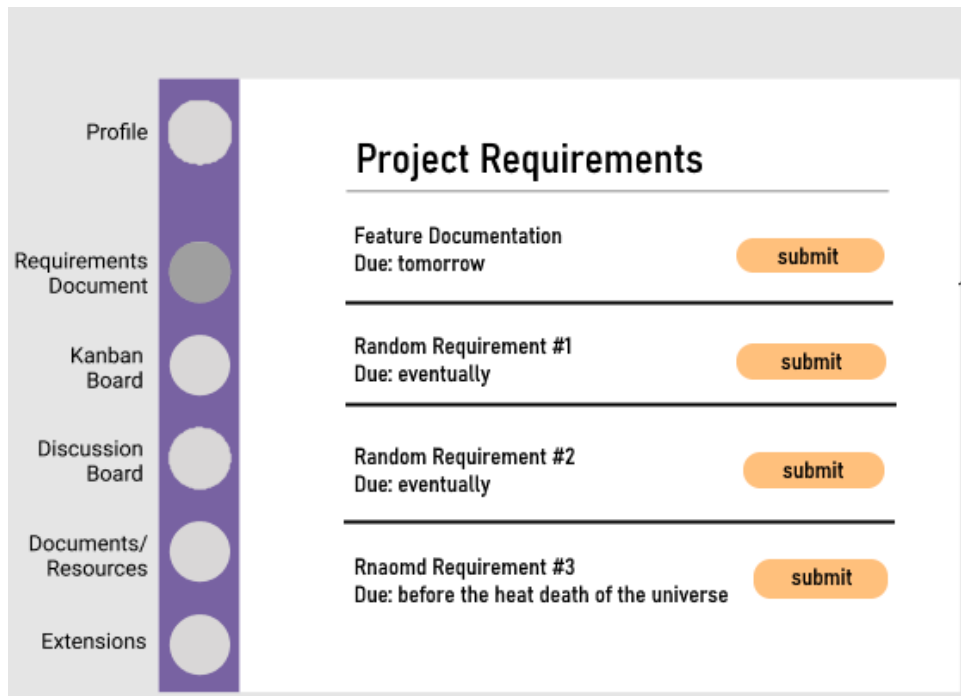 Profile
Requirements
Document
Kanban
Board
Discussion
Board
Documents/
Resources
Extensions
Project Requirements
Feature Documentation
Due: tomorrow
submit
Random Requirement #1
Due: eventually
submit
Random Requirement #2
Due: eventually
submit
Rnaomd Requirement #3
Due: before the heat death of the universe
submit